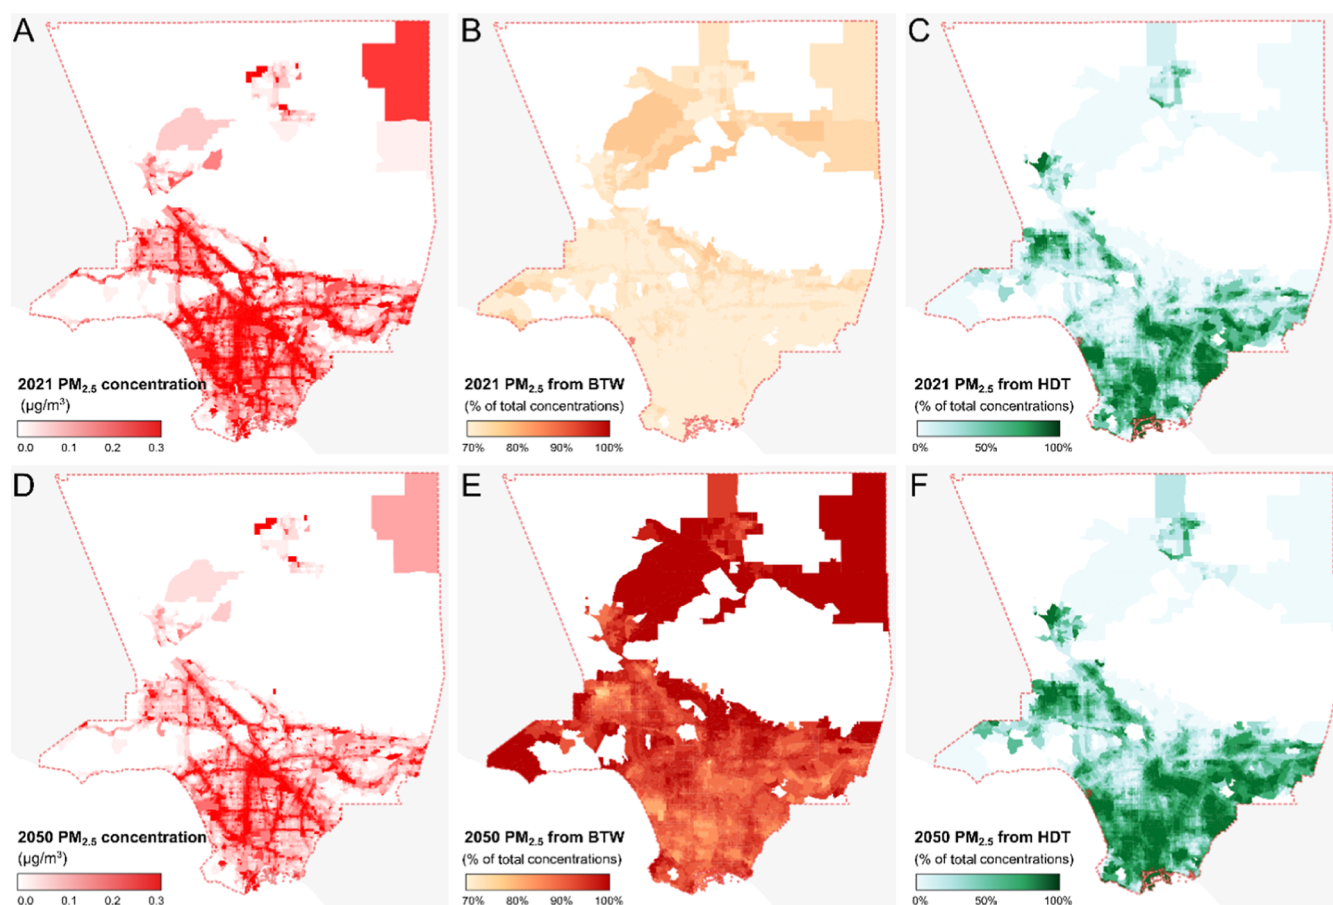 A
B
C
2021 PM2.5 concentration
(µg/m³)
0.0 0.1 0.2 0.3
2021 PM2.5 from BTW
(% of total concentrations)
70% 80% 90% 100%
2021 PM2.5 from HDT
(% of total concentrations)
0% 50% 100%
D
E
F
2050 PM2.5 concentration
(µg/m³)
0.0 0.1 0.2 0.3
2050 PM2.5 from BTW
(% of total concentrations)
70% 80% 90% 100%
2050 PM2.5 from HDT
(% of total concentrations)
0% 50% 100%